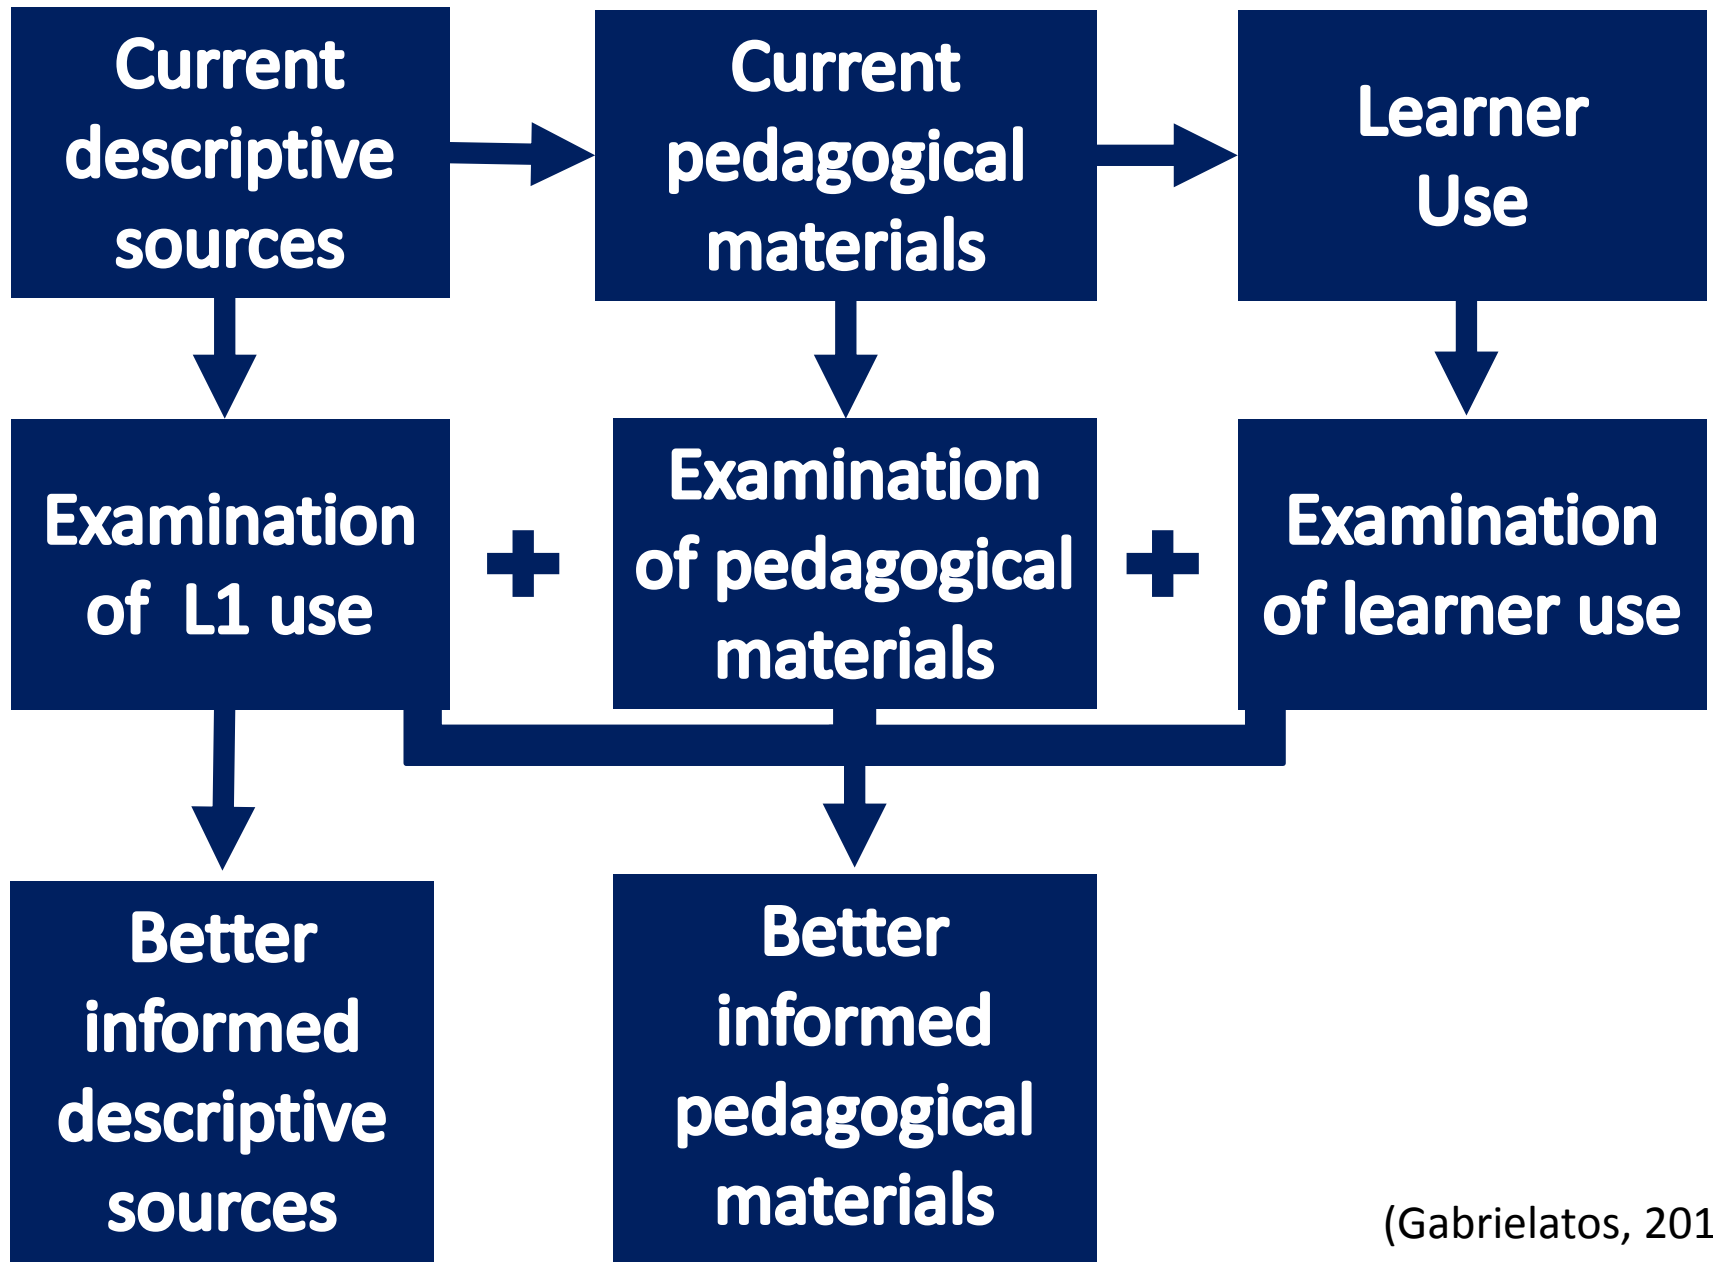 Current
descriptive
sources
Current
pedagogical
materials
Learner
Use
Examination
of L1 use
Examination
of pedagogical
materials
Examination
of learner use
Better
informed
descriptive
sources
Better
informed
pedagogical
materials
(Gabrielatos, 201